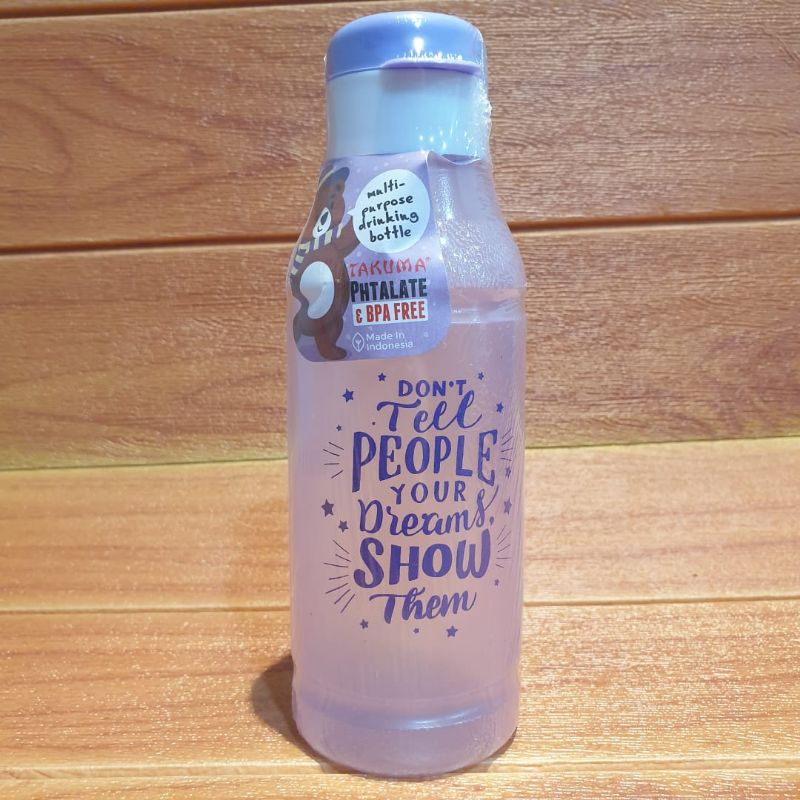 multi-
purpose
drinking
bottle
TAKUMA®
PHTALATE
& BPA FREE
Made In
Indonesia
DON'T
Tell
PEOPLE
YOUR
Dreams,
SHOW
Them